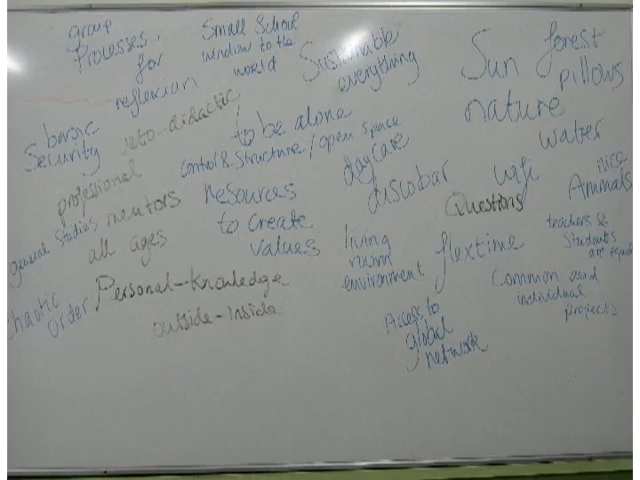 group
Processes,
for
reflexion
Small School
window to the
world
Sustainable
everything
Sun
forest
pillows
nature
water
basic
Security
auto-didactic
to be alone
control & Structure / open space
daycare
discobar
wifi
nice
Animals
professional
mentors
all ages
general Studies
Resources
to create
values
Questions
living
round
environment
flextime
teachers &
Students
are equal
Chaotic
Order
Personal-Knowledge
outside-Inside
Common and
individual
projects
Access to
global
network